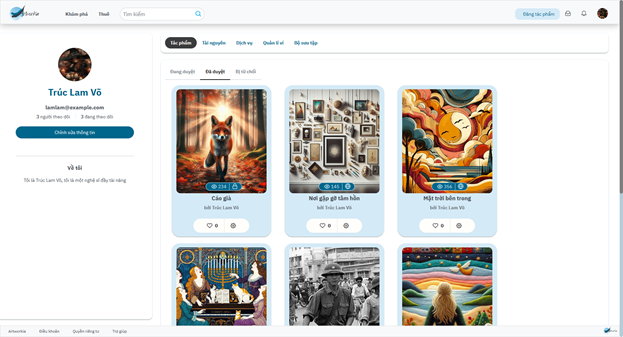 Artworkie
Khám phá
Thuê
Tìm kiếm
Đăng tác phẩm
Tác phẩm
Tài nguyên
Dịch vụ
Quản lí ví
Bộ sưu tập
Trúc Lam Võ
lamlam@example.com
3 người theo dõi
3 đang theo dõi
Chỉnh sửa thông tin
Về tôi
Tôi là Trúc Lam Võ, tôi là một nghệ sĩ đầy tài năng
Đang duyệt
Đã duyệt
Bị từ chối
234
Cáo già
bởi Trúc Lam Võ
0
145
Nơi gặp gỡ tâm hồn
bởi Trúc Lam Võ
0
356
Mặt trời bên trong
bởi Trúc Lam Võ
0
Artworkie
Điều khoản
Quyền riêng tư
Trợ giúp